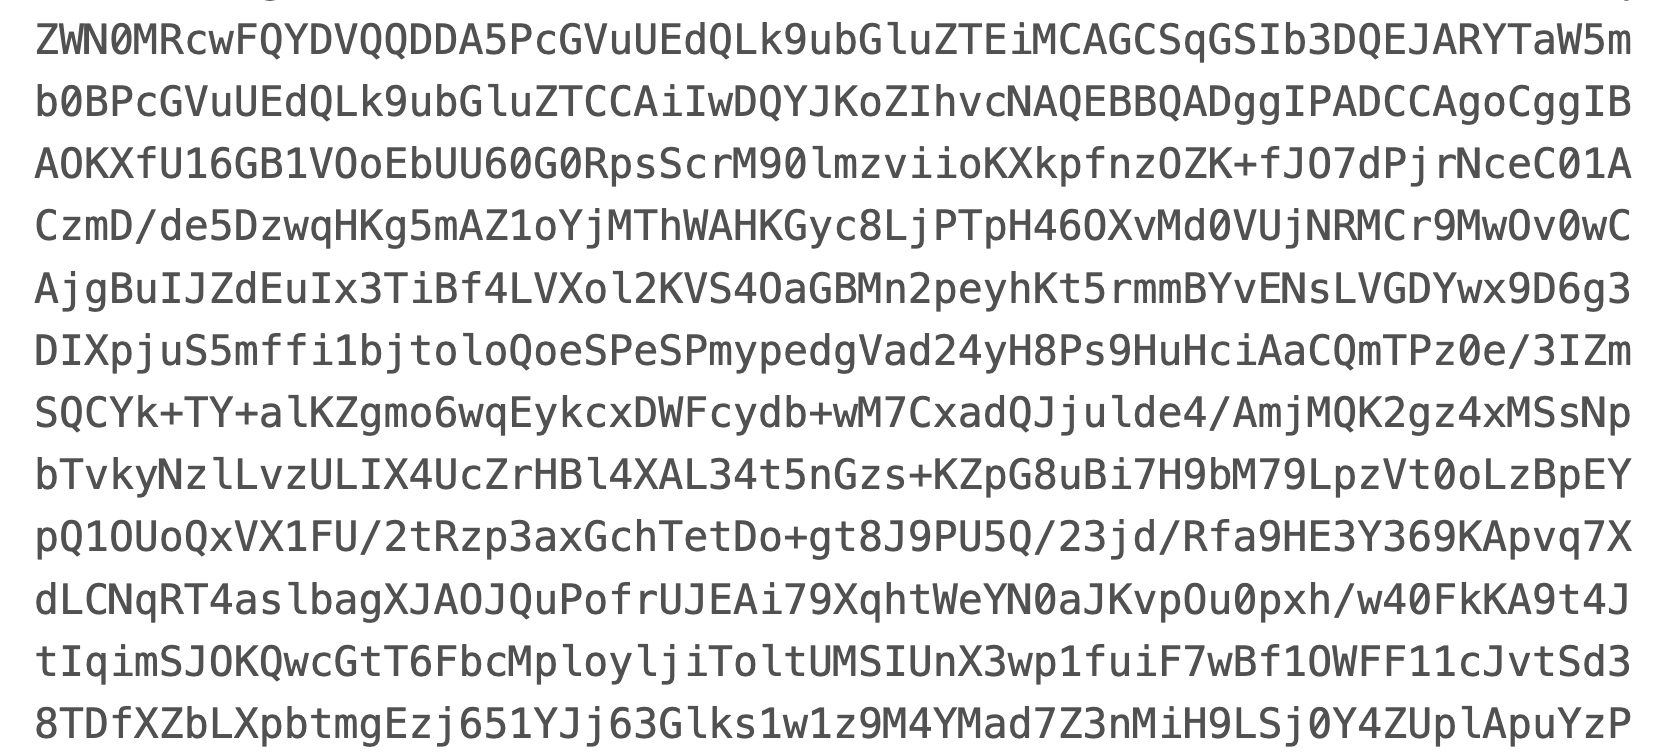 ZWN0MRcwFQYDVQQDDA5PcGVuUEdQLk9ubGluZTEiMCAGCSqGSIb3DQEJARYTaW5m
b0BPcGVuUEdQLk9ubGluZTCCAiIwDQYJKoZIhvcNAQEBBQADggIPADCCAgoCggIB
AOKXfU16GB1VOoEbUU60G0RpsScrM90lmzviioKXkpfnzOZK+fJO7dPjrNceC01A
CzmD/de5DzwqHKg5mAZ1oYjMThWAHKGyc8LjPTpH46OXvMd0VUjNRMCr9MwOv0wC
AjgBuIJZdEuIx3TiBf4LVXol2KVS4OaGBMn2peyhKt5rmmBYvENsLVGDYwx9D6g3
DIXpjuS5mffi1bjtoloQoeSPeSPmypedgVad24yH8Ps9HuHciAaCQmTPz0e/3IZm
SQCYk+TY+alKZgmo6wqEykcxDWFcydb+wM7CxadQJjulde4/AmjMQK2gz4xMSsNp
bTvkyNzlLvzULIX4UcZrHBl4XAL34t5nGzs+KZpG8uBi7H9bM79LpzVt0oLzBpEY
pQ1OUoQxVX1FU/2tRzp3axGchTetDo+gt8J9PU5Q/23jd/Rfa9HE3Y369KApvq7X
dLCNqRT4aslbagXJAOJQuPofrUJEAi79XqhtWeYN0aJKvpOu0pxh/w40FkKA9t4J
tIqimSJOKQwcGtT6FbcMployljiToltUMSIUnX3wp1fuiF7wBf1OWFF11cJvtSd3
8TDfXZbLXpbtmgEzj651YJj63Glks1w1z9M4YMad7Z3nMiH9LSj0Y4ZUplApuYzP